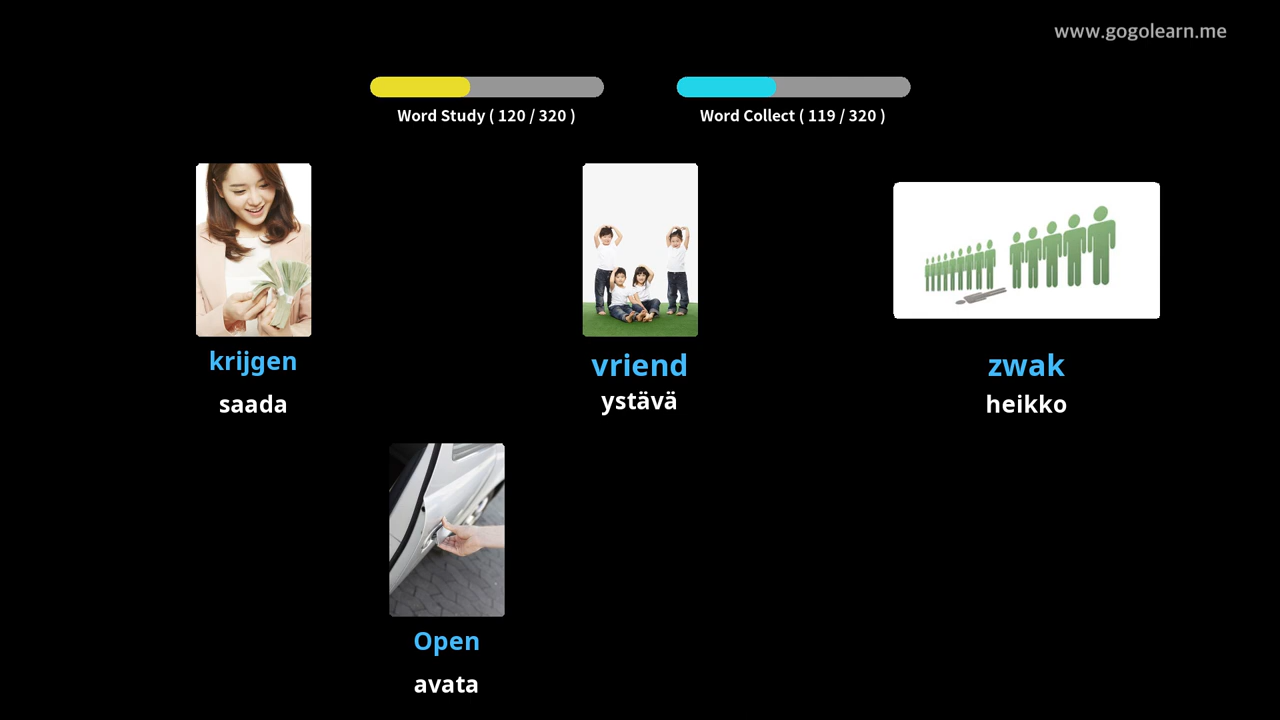 www.gogolearn.me
Word Study ( 120 / 320 )
Word Collect ( 119 / 320 )
krijgen
saada
vriend
ystävä
zwak
heikko
Open
avata